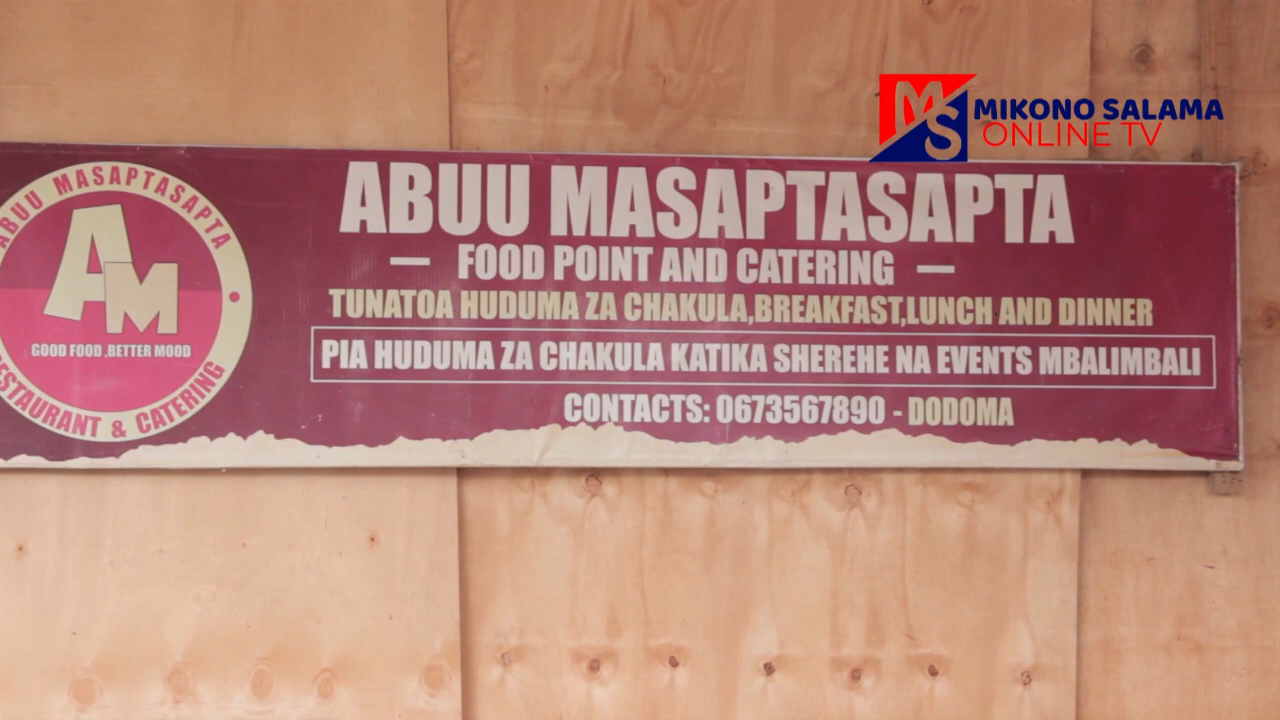 MS MIKONO SALAMA
ONLINE TV
ABUU MASAPTASAPTA
AM
GOOD FOOD ,BETTER MOOD
RESTAURANT & CATERING
ABUU MASAPTASAPTA
— FOOD POINT AND CATERING —
TUNATOA HUDUMA ZA CHAKULA,BREAKFAST,LUNCH AND DINNER
PIA HUDUMA ZA CHAKULA KATIKA SHEREHE NA EVENTS MBALIMBALI
CONTACTS: 0673567890 - DODOMA